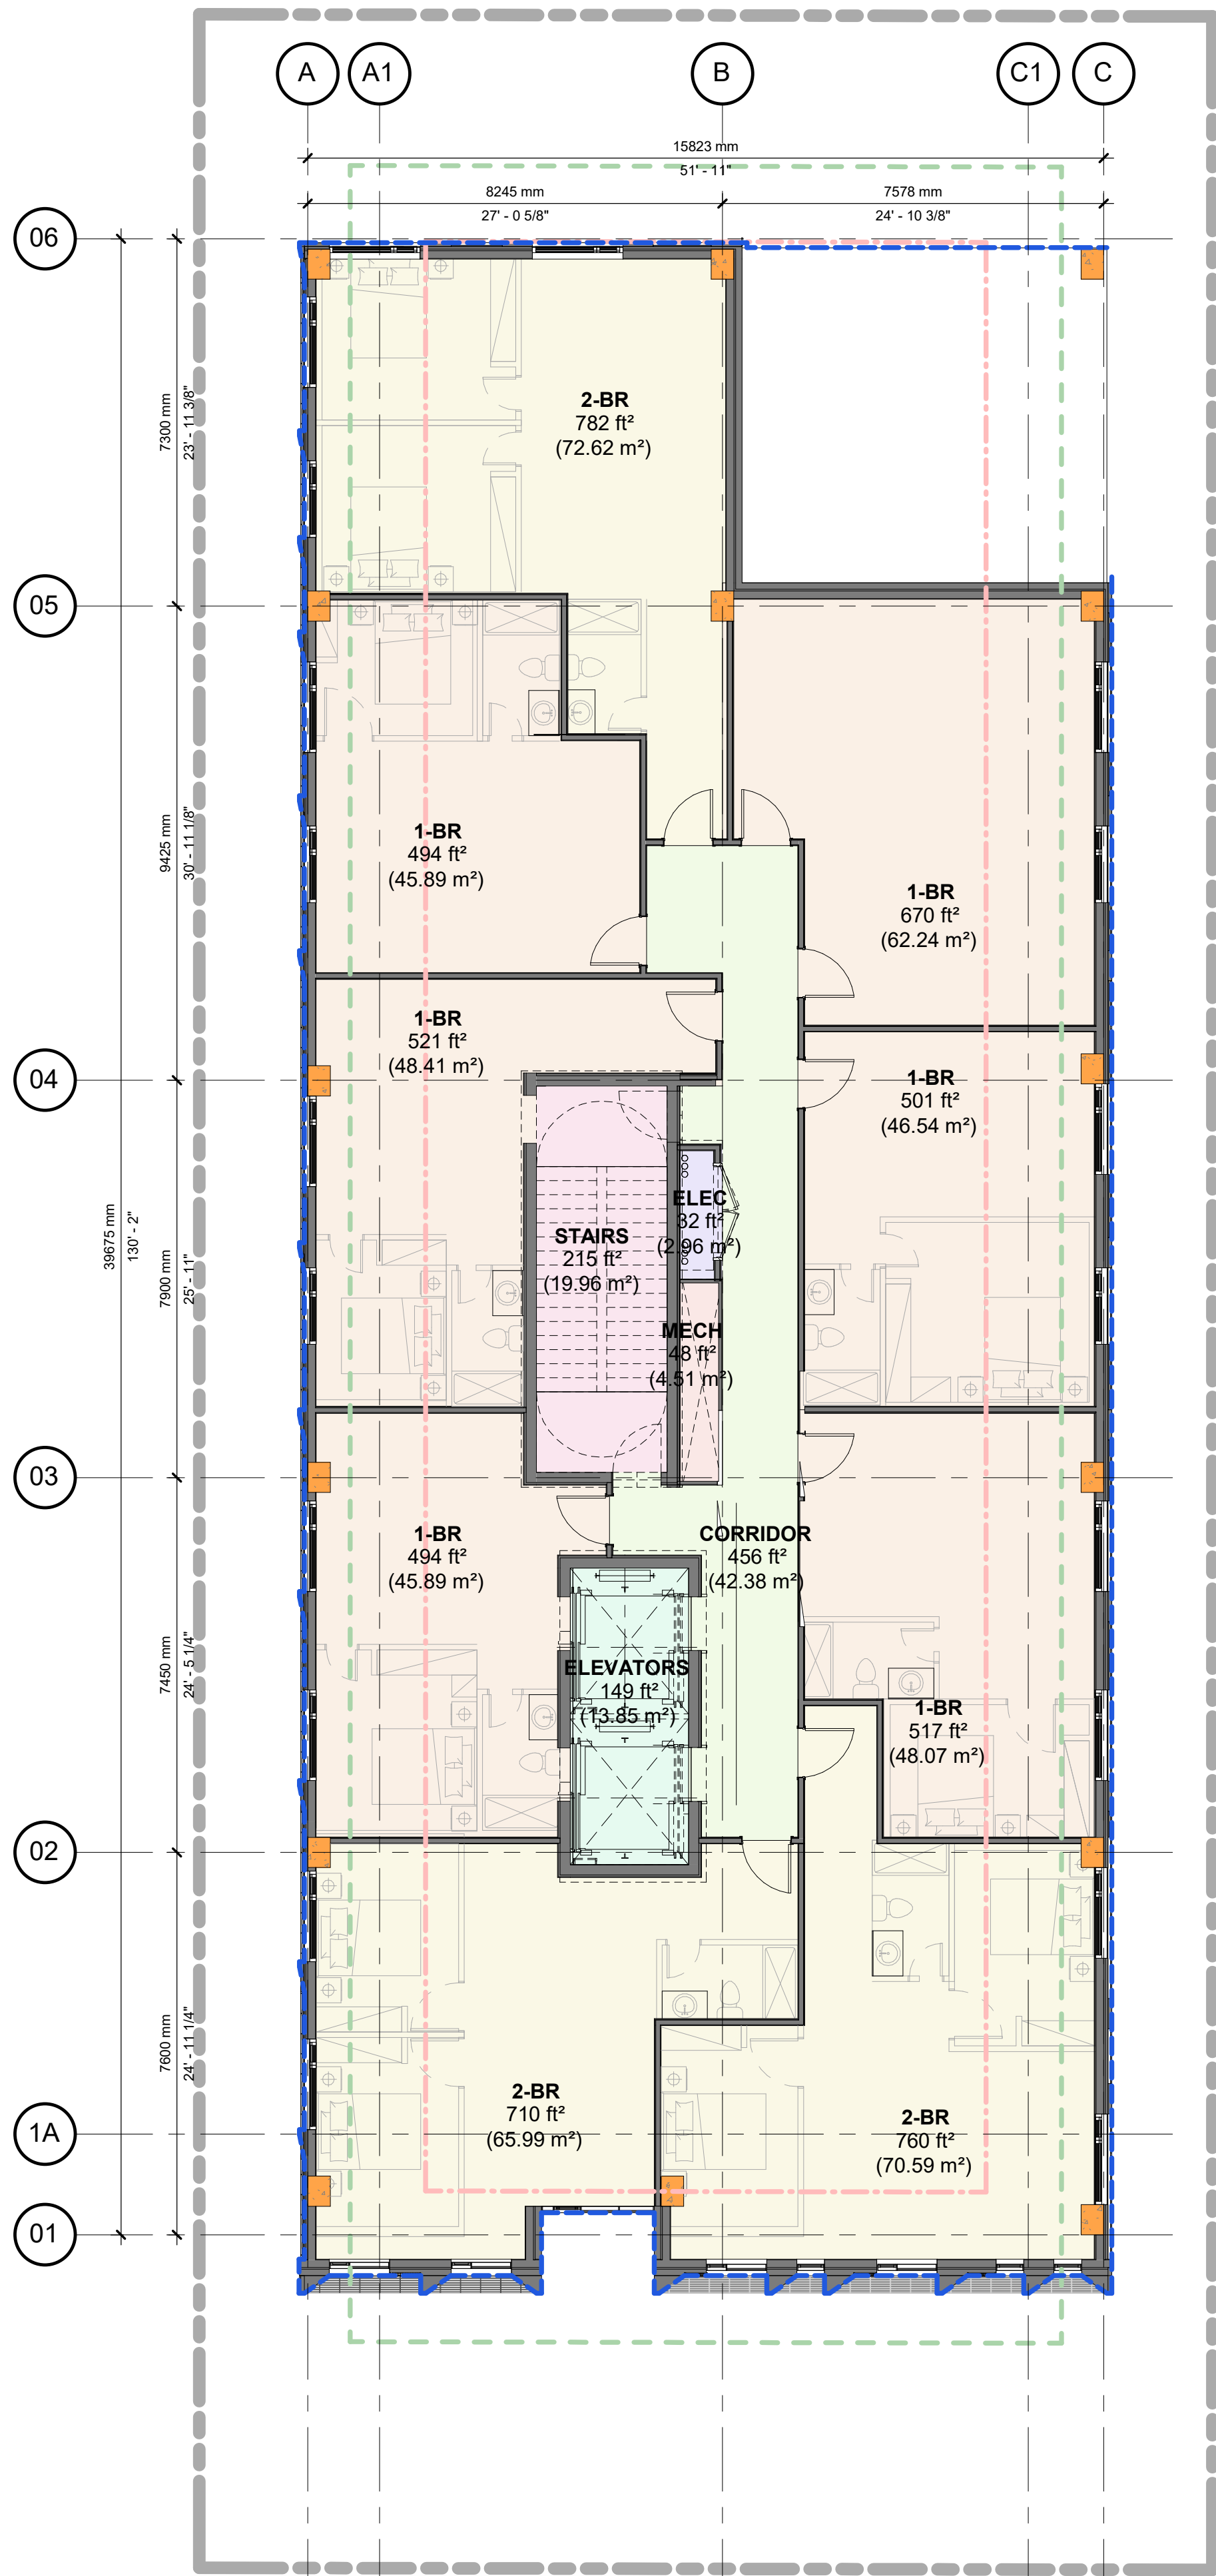 A
A1
B
C1
C
15823 mm
51' - 11"
8245 mm
27' - 0 5/8"
7578 mm
24' - 10 3/8"
06
05
04
03
02
1A
01
7300 mm
23' - 11 3/8"
9425 mm
30' - 11 1/8"
39675 mm
130' - 2"
7900 mm
25' - 11"
7450 mm
24' - 5 1/4"
7600 mm
24' - 11 1/4"
2-BR
782 ft²
(72.62 m²)
1-BR
494 ft²
(45.89 m²)
1-BR
670 ft²
(62.24 m²)
1-BR
521 ft²
(48.41 m²)
1-BR
501 ft²
(46.54 m²)
ELEC
32 ft²
(2.96 m²)
STAIRS
215 ft²
(19.96 m²)
MECH
48 ft²
(4.51 m²)
1-BR
494 ft²
(45.89 m²)
CORRIDOR
456 ft²
(42.38 m²)
ELEVATORS
149 ft²
(13.85 m²)
1-BR
517 ft²
(48.07 m²)
2-BR
710 ft²
(65.99 m²)
2-BR
760 ft²
(70.59 m²)